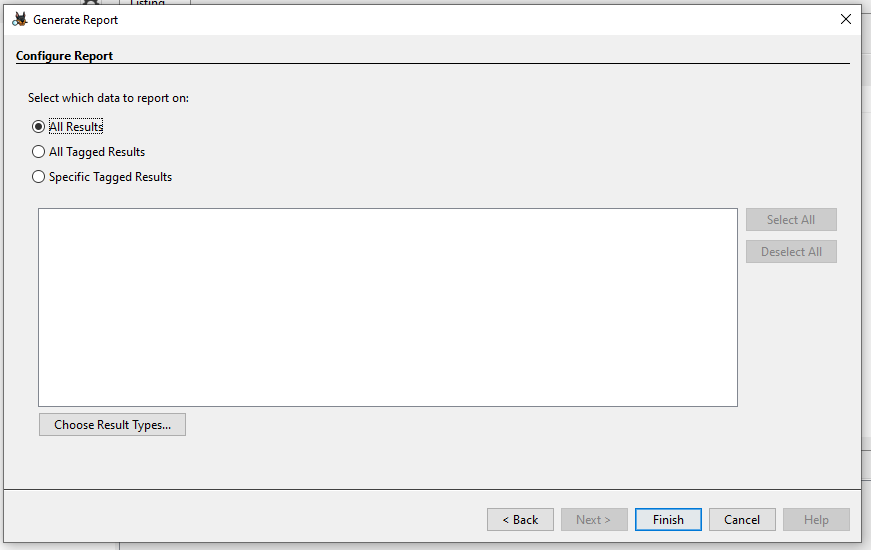 Listing
Generate Report
Configure Report
Select which data to report on:
All Results
All Tagged Results
Specific Tagged Results
Select All
Deselect All
Choose Result Types...
< Back
Next >
Finish
Cancel
Help